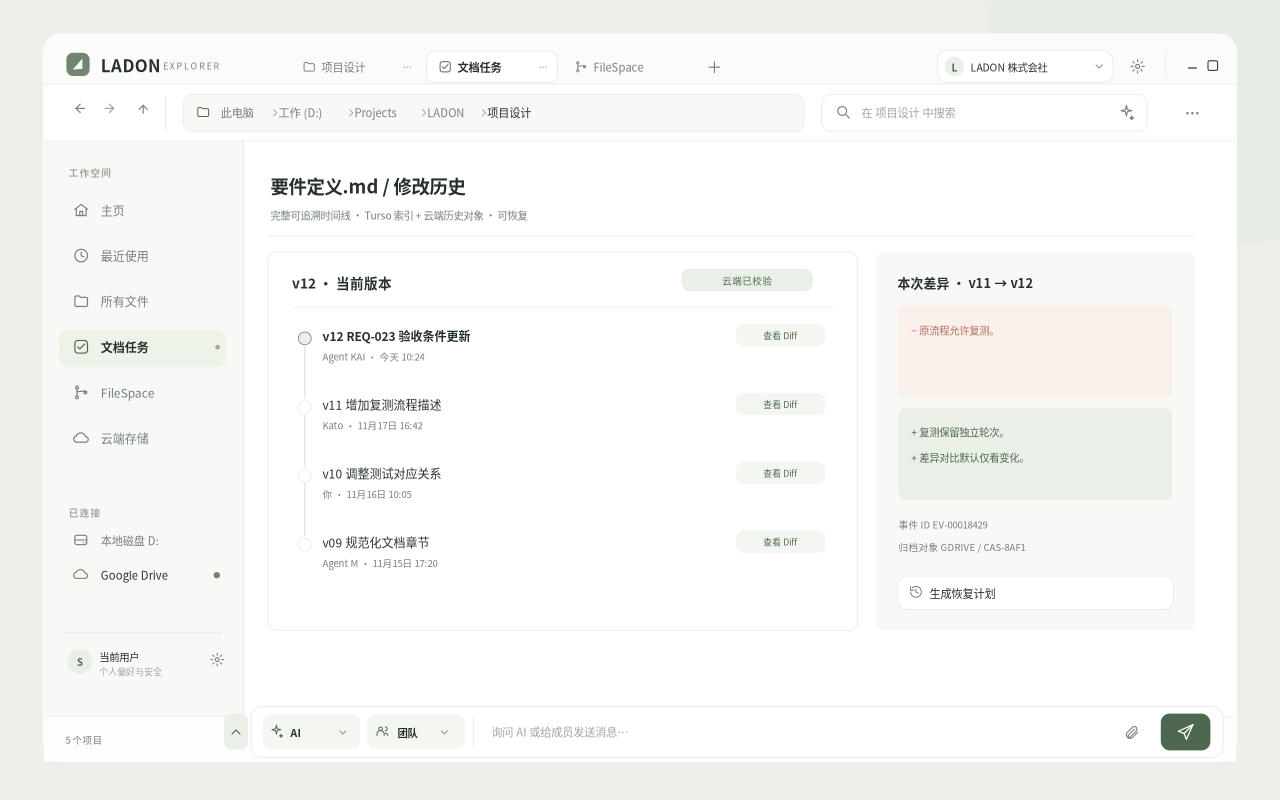 LADON EXPLORER
项目设计 ···
文档任务 ···
FileSpace
L LADON 株式会社
此电脑 >工作 (D:) >Projects >LADON >项目设计
在 项目设计 中搜索
工作空间
主页
最近使用
所有文件
文档任务
FileSpace
云端存储
已连接
本地磁盘 D:
Google Drive
S 当前用户
个人偏好与安全
5 个项目
要件定义.md / 修改历史
完整可追溯时间线 · Turso 索引 + 云端历史对象 · 可恢复
v12 · 当前版本
云端已校验
v12 REQ-023 验收条件更新
Agent KAI · 今天 10:24
查看 Diff
v11 增加复测流程描述
Kato · 11月17日 16:42
查看 Diff
v10 调整测试对应关系
你 · 11月16日 10:05
查看 Diff
v09 规范化文档章节
Agent M · 11月15日 17:20
查看 Diff
本次差异 · v11 → v12
− 原流程允许复测。
+ 复测保留独立轮次。
+ 差异对比默认仅看变化。
事件 ID EV-00018429
归档对象 GDRIVE / CAS-8AF1
生成恢复计划
AI
团队
询问 AI 或给成员发送消息…